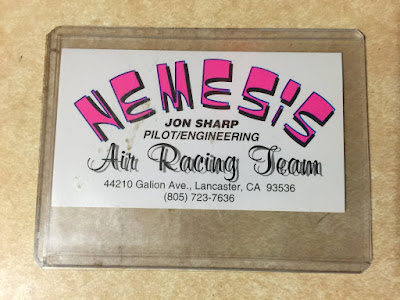 NEMESIS
JON SHARP
PILOT/ENGINEERING
Air Racing Team
44210 Galion Ave., Lancaster, CA 93536
(805) 723-7636